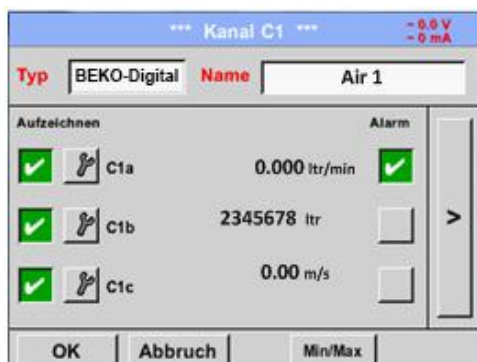 *** Kanal C1 ***
~ 0.0 V
~ 0 mA
Typ BEKO-Digital Name Air 1
Aufzeichnen Alarm
C1a 0.000 ltr/min
C1b 2345678 ltr
C1c 0.00 m/s
>
OK Abbruch Min/Max